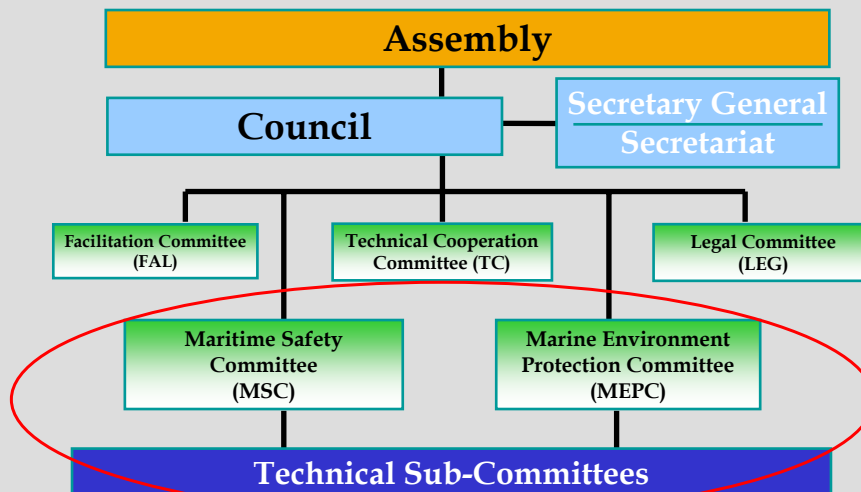 Assembly
Council
Secretary General
Secretariat
Facilitation Committee
(FAL)
Technical Cooperation
Committee (TC)
Legal Committee
(LEG)
Maritime Safety
Committee
(MSC)
Marine Environment
Protection Committee
(MEPC)
Technical Sub-Committees